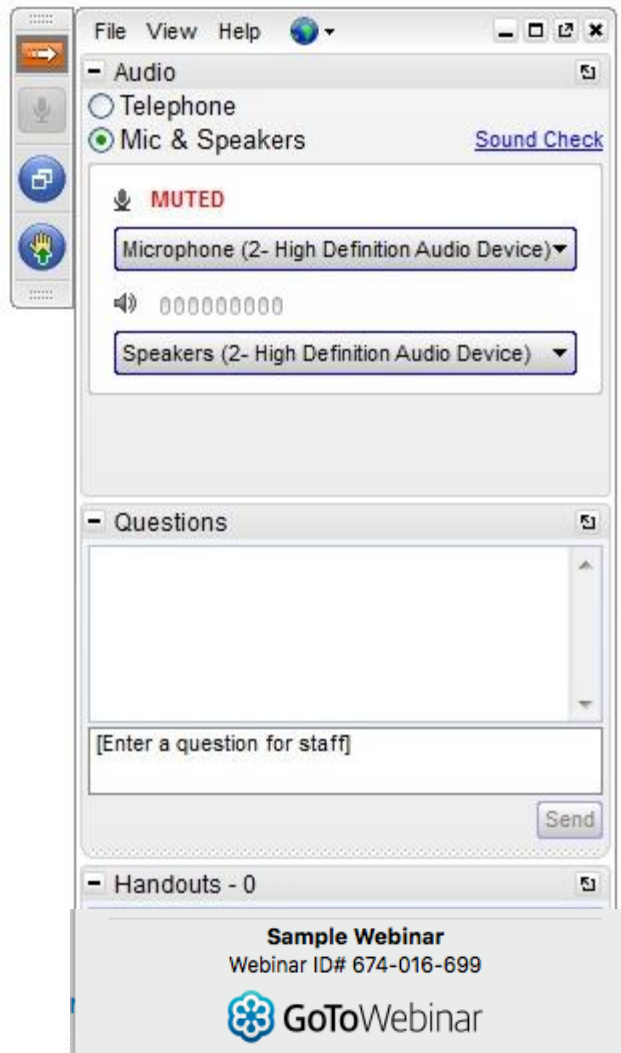 File View Help
Audio
Telephone
Mic & Speakers Sound Check
MUTED
Microphone (2- High Definition Audio Device)
000000000
Speakers (2- High Definition Audio Device)
Questions
[Enter a question for staff]
Send
Handouts - 0
Sample Webinar
Webinar ID# 674-016-699
GoToWebinar